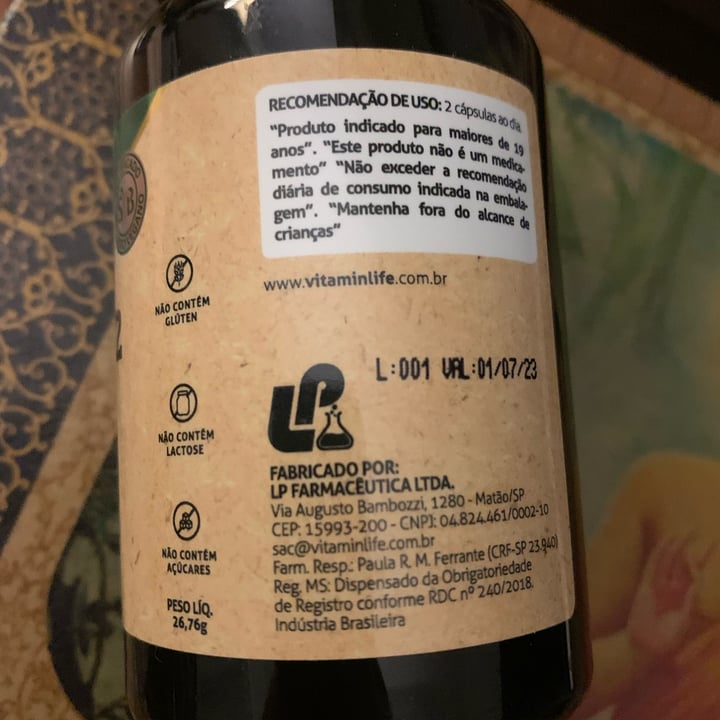 RECOMENDAÇÃO DE USO: 2 cápsulas ao dia.
"Produto indicado para maiores de 19
anos". "Este produto não é um medica-
mento" "Não exceder a recomendação
diária de consumo indicada na embala-
gem". "Mantenha fora do alcance de
crianças"
www.vitaminlife.com.br
NÃO CONTÉM
GLÚTEN
2
L:001 VAL:01/07/23
NÃO CONTÉM
LACTOSE
LP
FABRICADO POR:
LP FARMACÊUTICA LTDA.
Via Augusto Bambozzi, 1280 - Matão/SP
CEP: 15993-200 - CNPJ: 04.824.461/0002-10
sac@vitaminlife.com.br
Farm. Resp.: Paula R. M. Ferrante (CRF-SP 23.940)
Reg. MS: Dispensado da Obrigatoriedade
de Registro conforme RDC nº 240/2018.
Indústria Brasileira
NÃO CONTÉM
AÇÚCARES
PESO LÍQ.
26,76g